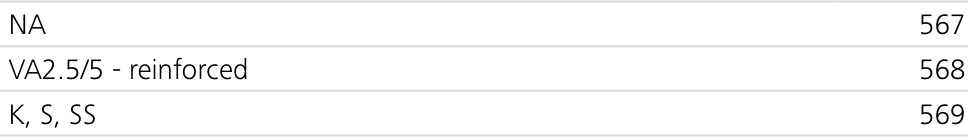 NA 567
VA2.5/5 - reinforced 568
K, S, SS 569